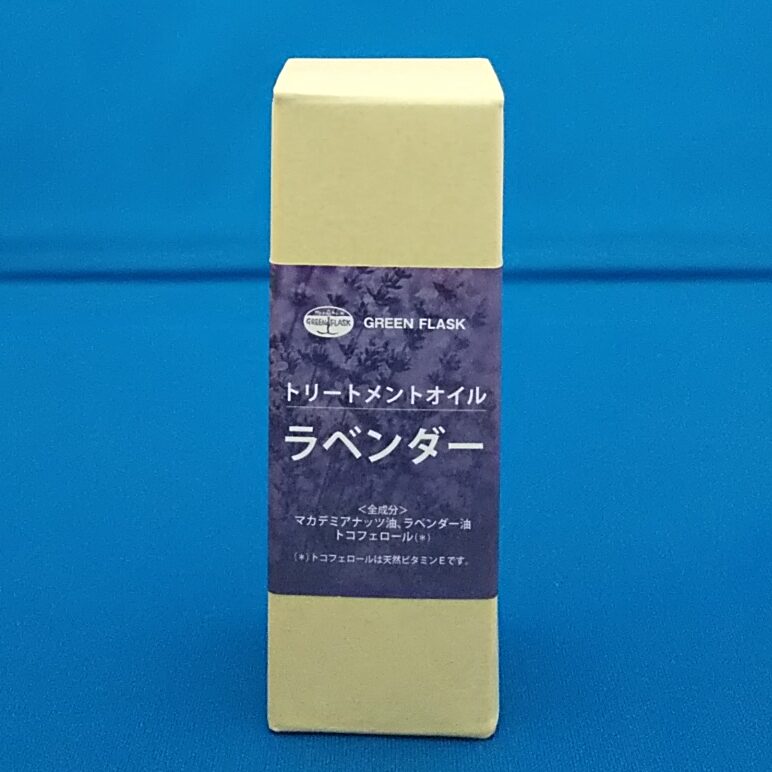 GREEN FLASK
GREEN FLASK
トリートメントオイル
ラベンダー
＜全成分＞
マカデミアナッツ油、ラベンダー油
トコフェロール(＊)
(＊)トコフェロールは天然ビタミンEです。